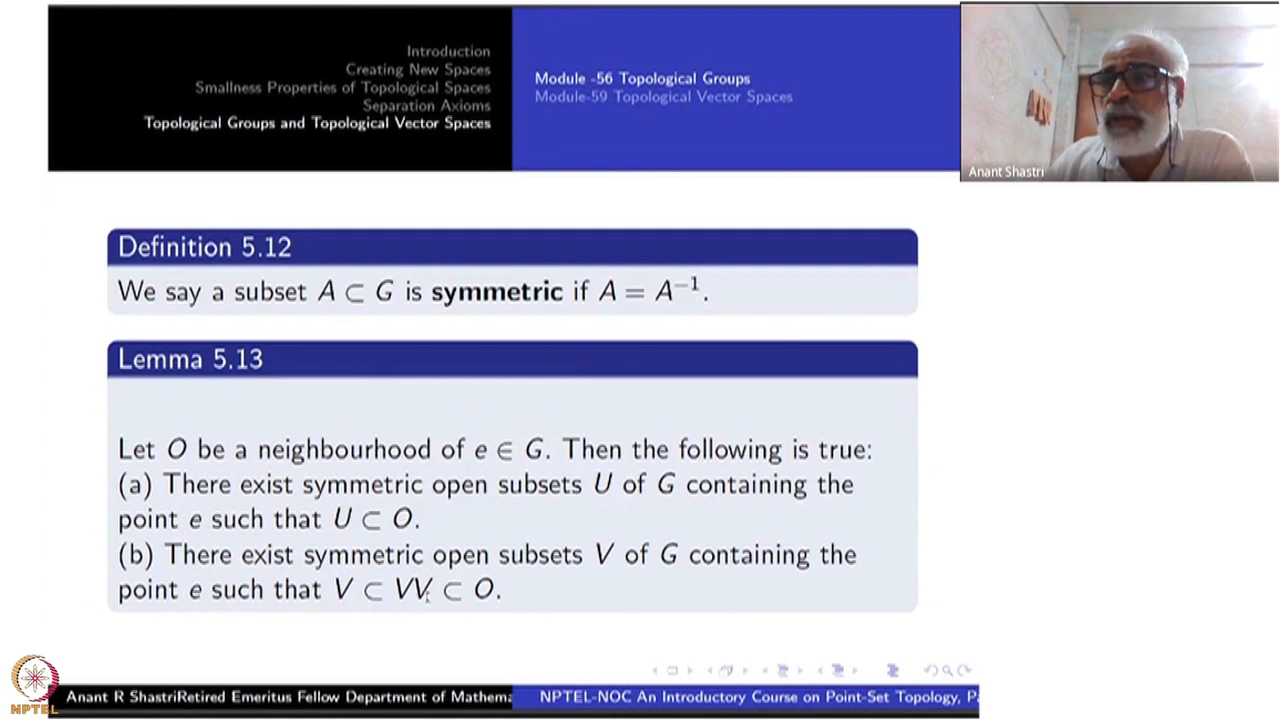 Introduction
Creating New Spaces
Smallness Properties of Topological Spaces
Separation Axioms
Topological Groups and Topological Vector Spaces
Module -56 Topological Groups
Module-59 Topological Vector Spaces
Anant Shastri
Definition 5.12
We say a subset A ⊂ G is symmetric if A = A⁻¹.
Lemma 5.13
Let O be a neighbourhood of e ∈ G. Then the following is true:
(a) There exist symmetric open subsets U of G containing the
point e such that U ⊂ O.
(b) There exist symmetric open subsets V of G containing the
point e such that V ⊂ VV ⊂ O.
NPTEL
Anant R ShastriRetired Emeritus Fellow Department of Mathema
NPTEL-NOC An Introductory Course on Point-Set Topology, Pa